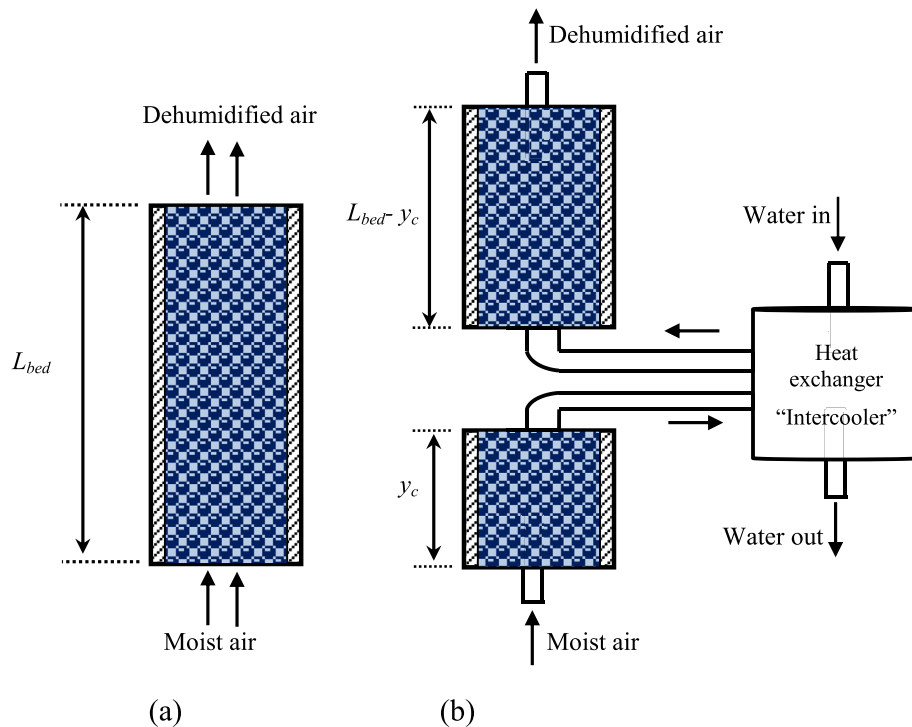 Dehumidified air
L_bed
Moist air
(a)
Dehumidified air
L_bed- y_c
y_c
Moist air
(b)
Water in
Heat
exchanger
“Intercooler”
Water out